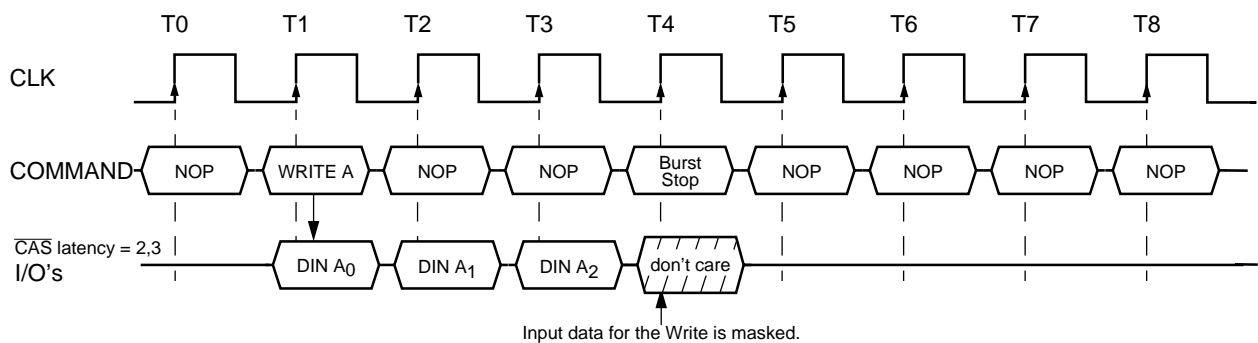 T0 T1 T2 T3 T4 T5 T6 T7 T8
CLK
COMMAND NOP WRITE A NOP NOP Burst Stop NOP NOP NOP NOP
CAS latency = 2,3
I/O's DIN A0 DIN A1 DIN A2 don't care
Input data for the Write is masked.